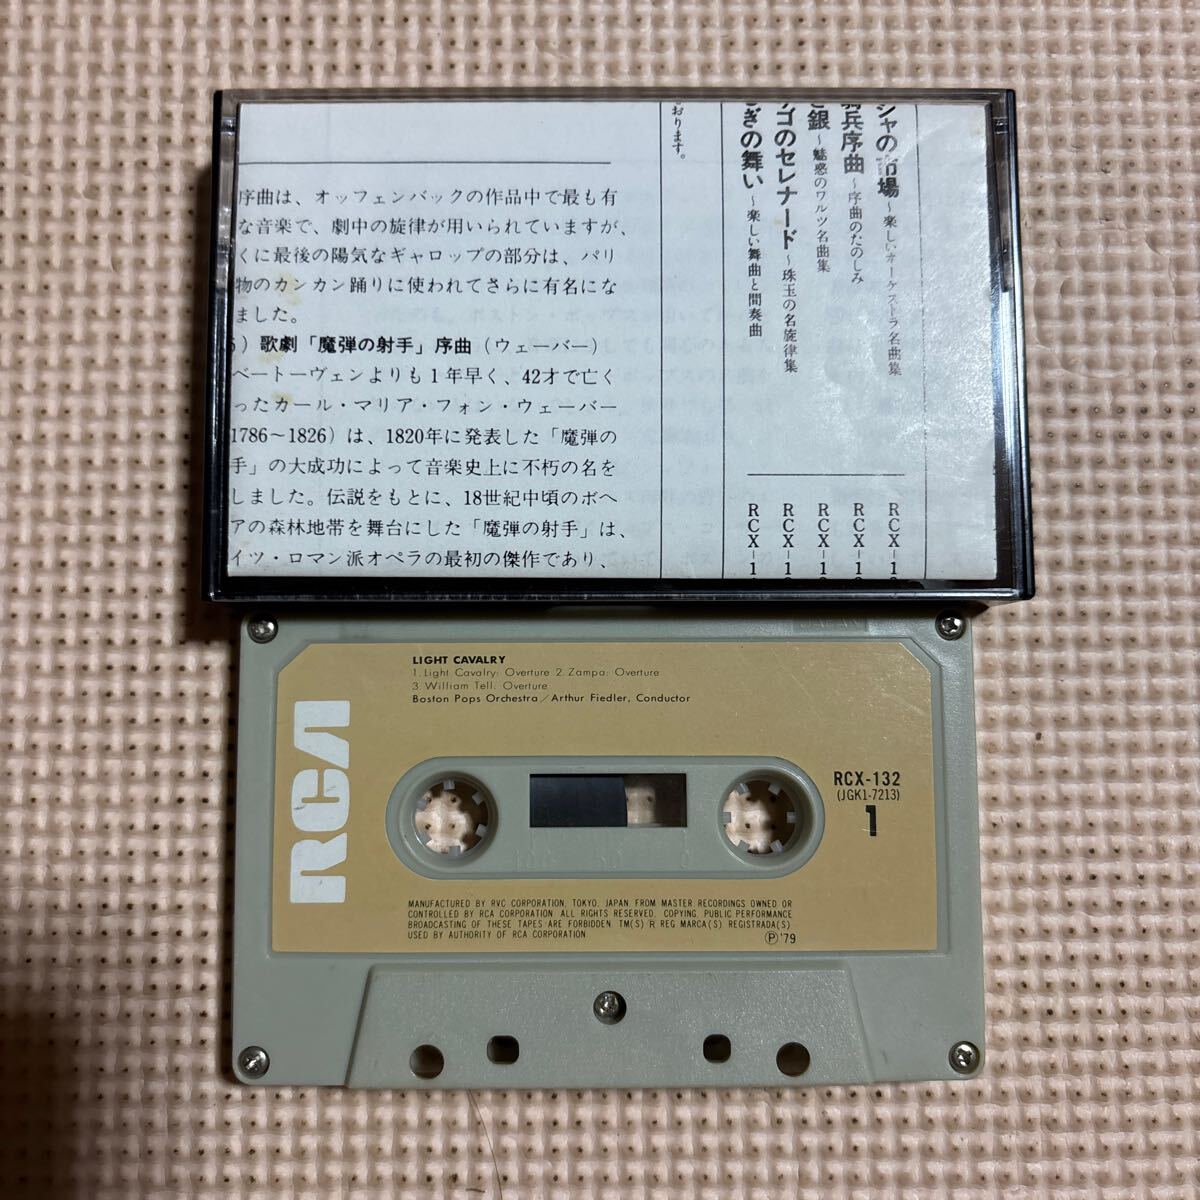 序曲は、オッフェンバックの作品中で最も有
な音楽で、劇中の旋律が用いられていますが、
くに最後の陽気なギャロップの部分は、パリ
物のカンカン踊りに使われてさらに有名にな
ました。
) 歌劇「魔弾の射手」序曲 (ウェーバー)
ベートーヴェンよりも1年早く、42才で亡く
ったカール・マリア・フォン・ウェーバー
1786〜1826) は、1820年に発表した「魔弾の
手」の大成功によって音楽史上に不朽の名を
しました。伝説をもとに、18世紀中頃のボヘ
アの森林地帯を舞台にした「魔弾の射手」は、
イツ・ロマン派オペラの最初の傑作であり、
おります。
シャの市場〜楽しいオーケストラ名曲集 RCX-13
兵序曲〜序曲のたのしみ RCX-13
銀〜魅惑のワルツ名曲集 RCX-13
ゴのセレナード〜珠玉の名旋律集 RCX-13
ぎの舞い〜楽しい舞曲と間奏曲 RCX-1
JAPAN
LIGHT CAVALRY
1. Light Cavalry: Overture 2. Zampa: Overture
3. William Tell: Overture
Boston Pops Orchestra/Arthur Fiedler, Conductor
RCA
RCX-132
(JGK1-7213)
1
100 50 0
MANUFACTURED BY RVC CORPORATION, TOKYO, JAPAN FROM MASTER RECORDINGS OWNED OR
CONTROLLED BY RCA CORPORATION. ALL RIGHTS RESERVED. COPYING, PUBLIC PERFORMANCE
BROADCASTING OF THESE TAPES ARE FORBIDDEN. TM(S) ® REG. MARCA(S) REGISTRADA(S)
USED BY AUTHORITY OF RCA CORPORATION
Ⓟ '79